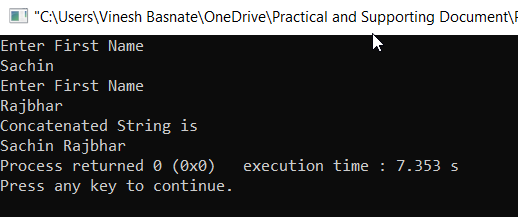 "C:\Users\Vinesh Basnate\OneDrive\Practical and Supporting Document\
Enter First Name
Sachin
Enter First Name
Rajbhar
Concatenated String is
Sachin Rajbhar
Process returned 0 (0x0)   execution time : 7.353 s
Press any key to continue.